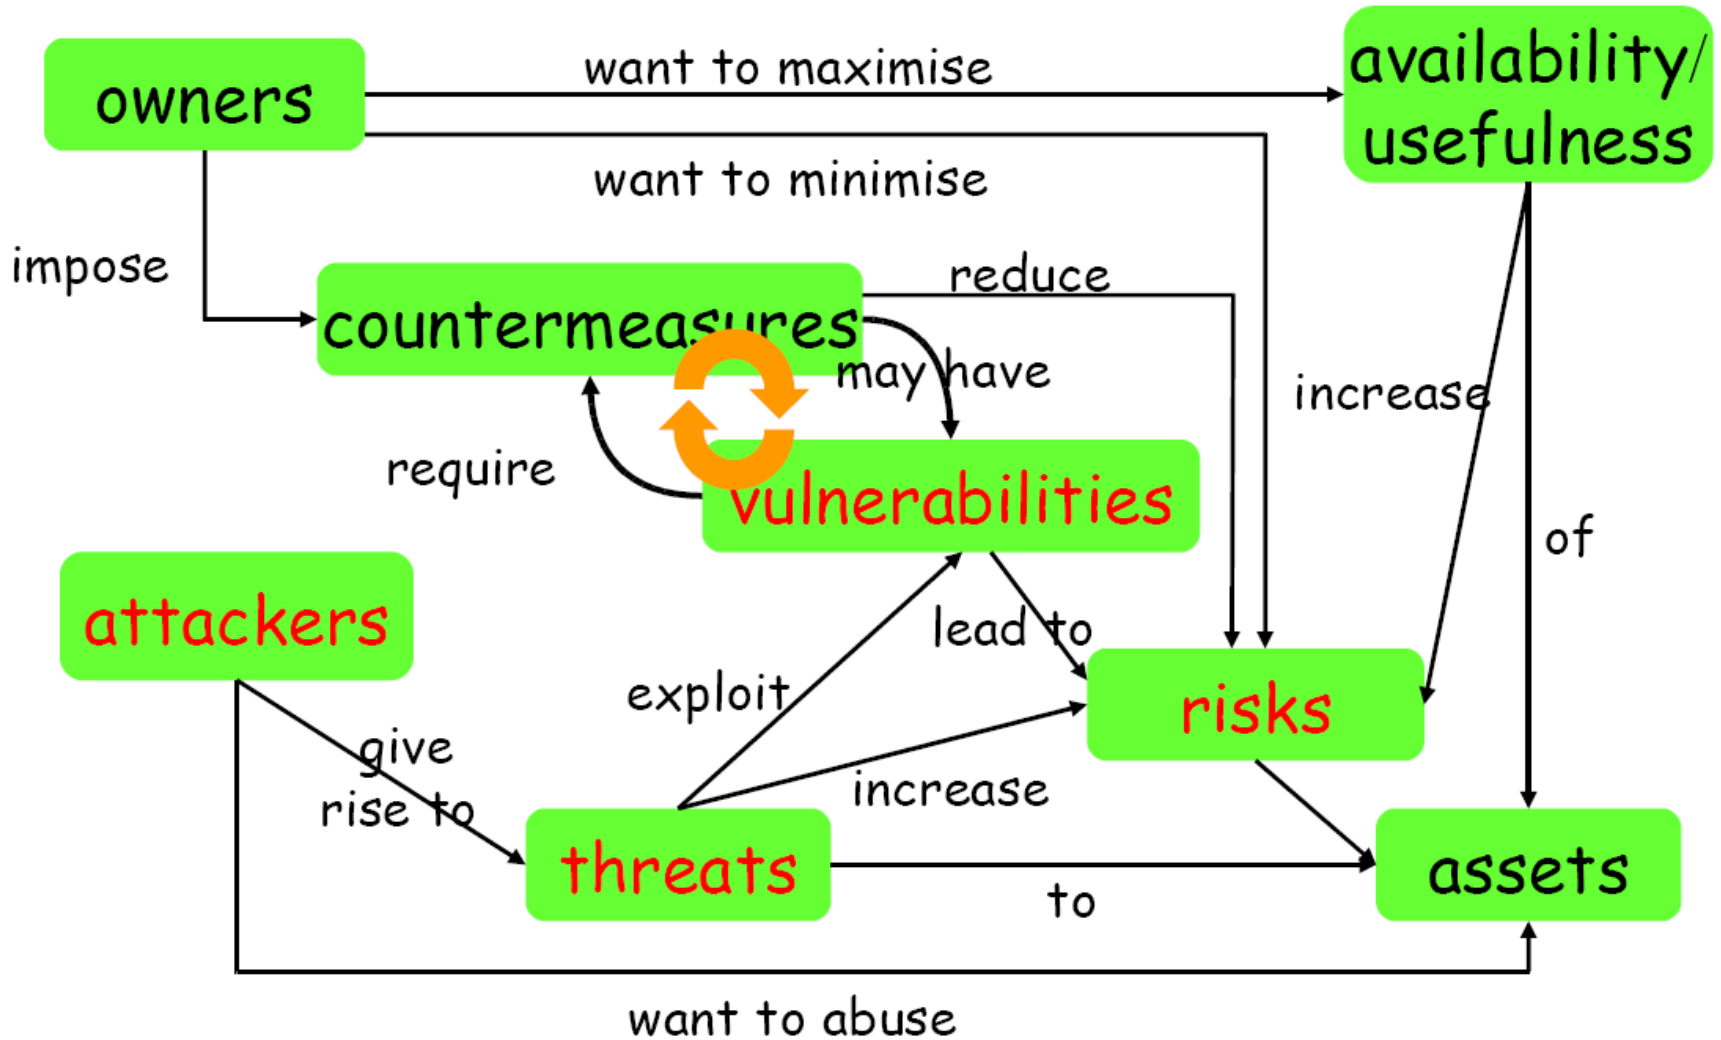 owners
want to maximise
availability/
usefulness
want to minimise
impose
countermeasures
reduce
may have
increase
require
vulnerabilities
of
attackers
lead to
exploit
risks
give
rise to
increase
threats
to
assets
want to abuse